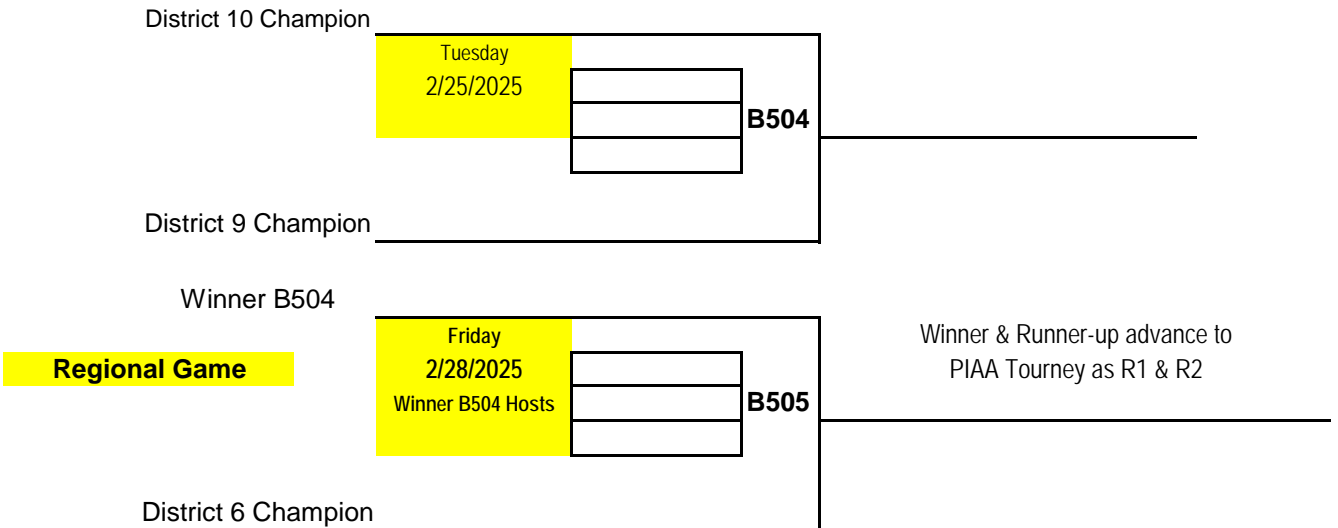 District 10 Champion
Tuesday
2/25/2025
B504
District 9 Champion
Winner B504
Friday
Regional Game
2/28/2025
Winner B504 Hosts
B505
Winner & Runner-up advance to
PIAA Tourney as R1 & R2
District 6 Champion